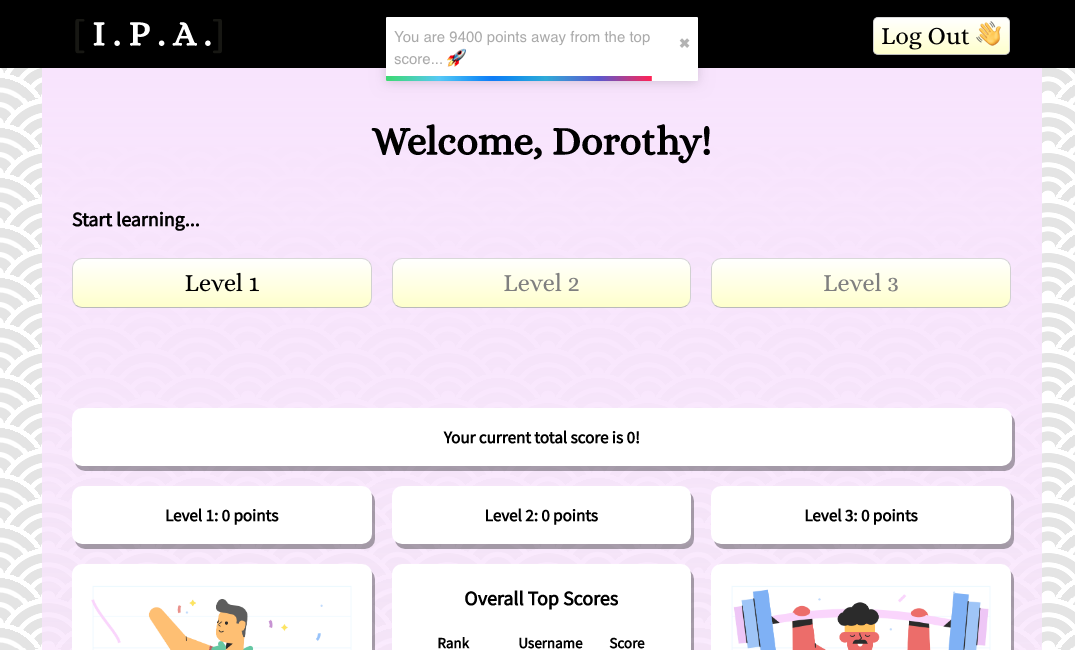 [ I.P.A. ]
You are 9400 points away from the top
score... 🚀
✖
Log Out 👋
Welcome, Dorothy!
Start learning...
Level 1
Level 2
Level 3
Your current total score is 0!
Level 1: 0 points
Level 2: 0 points
Level 3: 0 points
Overall Top Scores
Rank Username Score